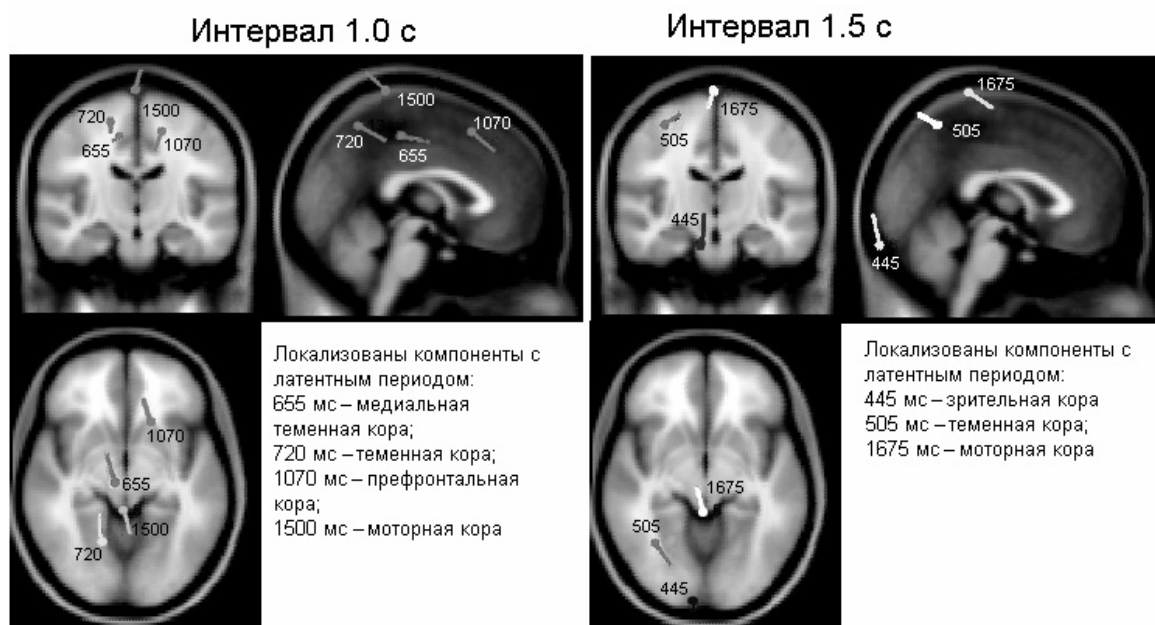 Интервал 1.0 с
Интервал 1.5 с
720
1500
655
1070
1500
720
655
1070
1675
505
445
1675
505
445
1070
655
1500
720
Локализованы компоненты с
латентным периодом:
655 мс – медиальная
теменная кора;
720 мс – теменная кора;
1070 мс – префронтальная
кора;
1500 мс – моторная кора
1675
505
445
Локализованы компоненты с
латентным периодом:
445 мс – зрительная кора
505 мс – теменная кора;
1675 мс – моторная кора